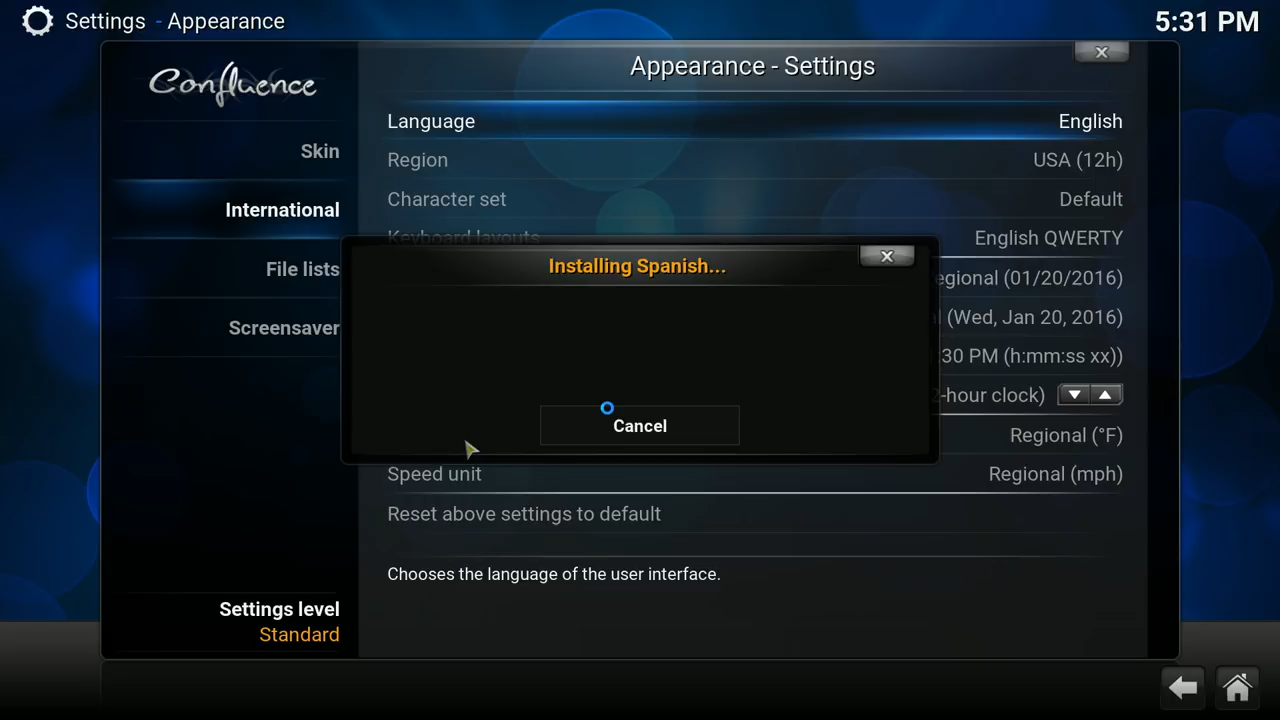 Settings - Appearance
5:31 PM
Confluence
Appearance - Settings
Skin
International
File lists
Screensaver
Language English
Region USA (12h)
Character set Default
Keyboard layouts English QWERTY
egional (01/20/2016)
(Wed, Jan 20, 2016)
30 PM (h:mm:ss xx))
2-hour clock)
Regional (°F)
Speed unit Regional (mph)
Reset above settings to default
Installing Spanish...
Cancel
Chooses the language of the user interface.
Settings level
Standard